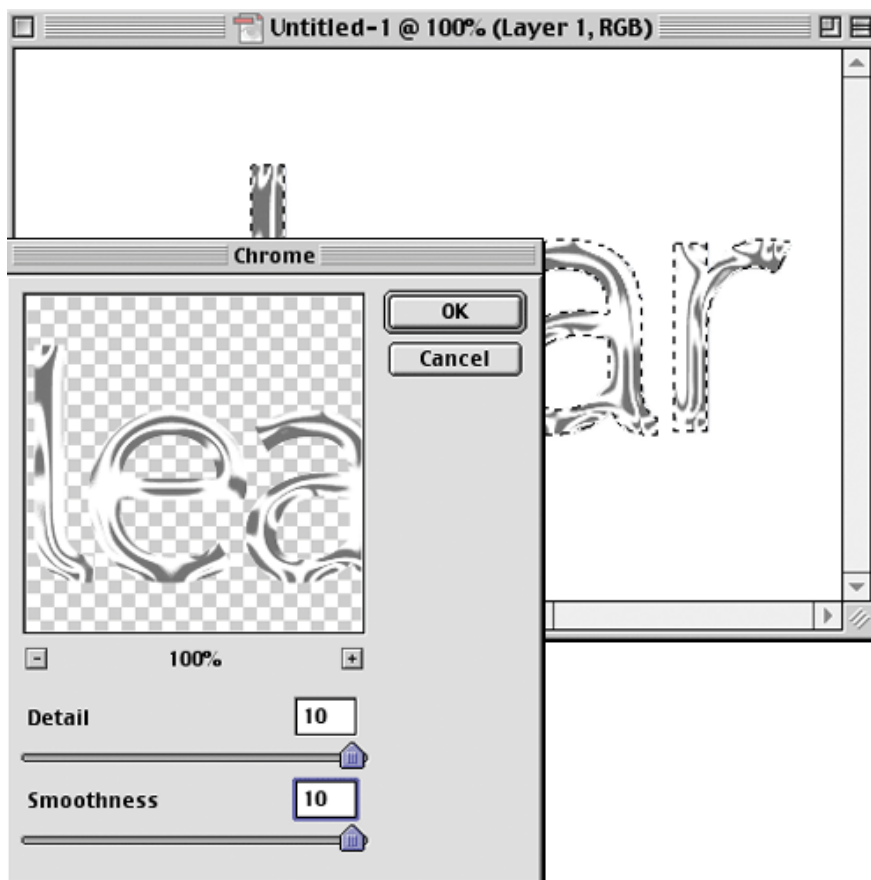 Untitled-1 @ 100% (Layer 1, RGB)
l ar
Chrome
OK
Cancel
lea
100%
Detail 10
Smoothness 10